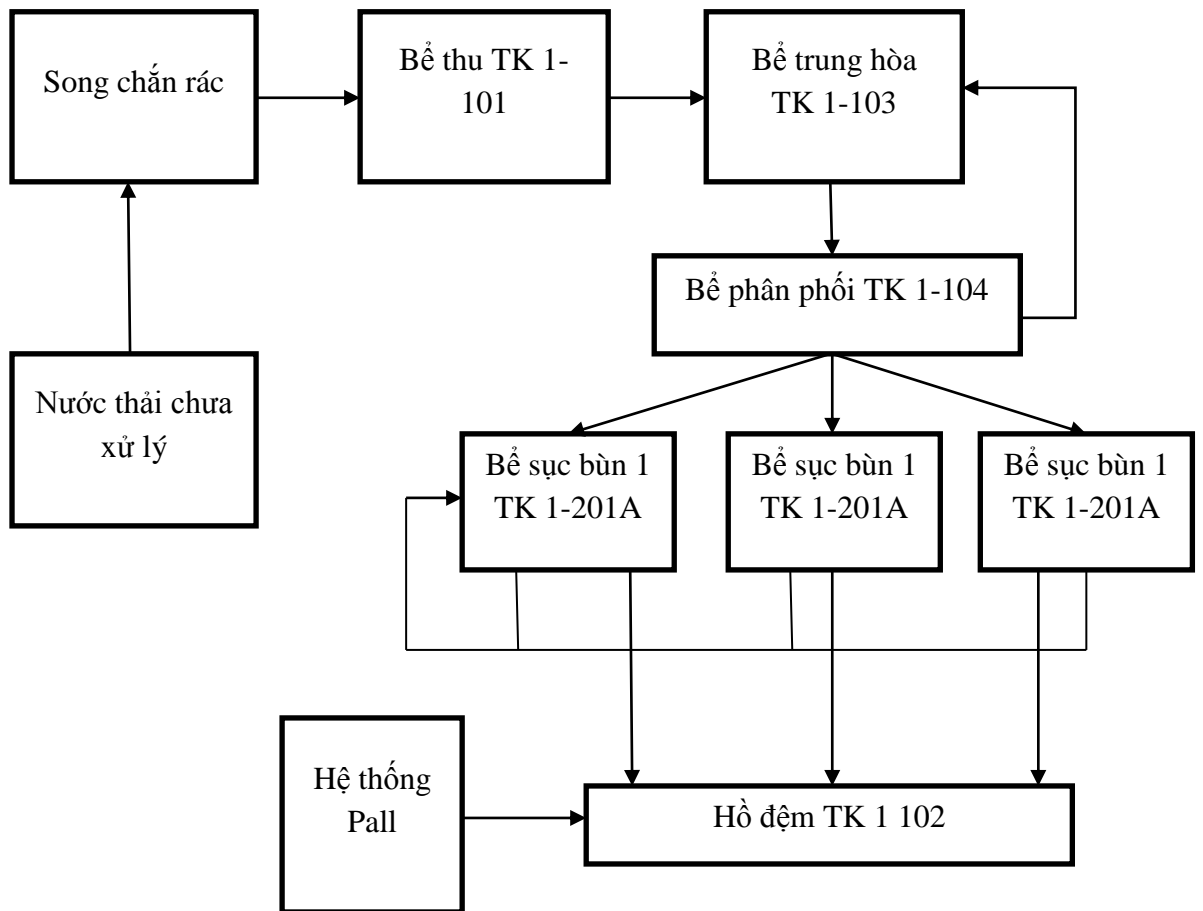 Song chắn rác
Bể thu TK 1-
101
Bể trung hòa
TK 1-103
Bể phân phối TK 1-104
Nước thải chưa
xử lý
Bể sục bùn 1
TK 1-201A
Bể sục bùn 1
TK 1-201A
Bể sục bùn 1
TK 1-201A
Hệ thống
Pall
Hồ đệm TK 1 102